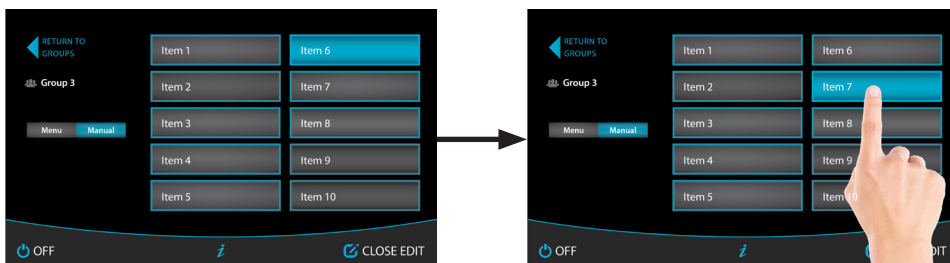 RETURN TO
GROUPS
Group 3
Menu Manual
Item 1
Item 2
Item 3
Item 4
Item 5
Item 6
Item 7
Item 8
Item 9
Item 10
OFF
i
CLOSE EDIT
RETURN TO
GROUPS
Group 3
Menu Manual
Item 1
Item 2
Item 3
Item 4
Item 5
Item 6
Item 7
Item 8
Item 9
Item 10
OFF
i
DIT